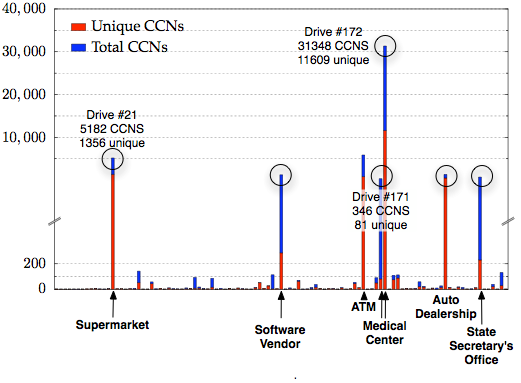 40,000
30,000
20,000
10,000
200
0
Unique CCNs
Total CCNs
Drive #172
31348 CCNS
11609 unique
Drive #21
5182 CCNS
1356 unique
Drive #171
346 CCNS
81 unique
Supermarket
Software
Vendor
ATM
Medical
Center
Auto
Dealership
State
Secretary's
Office